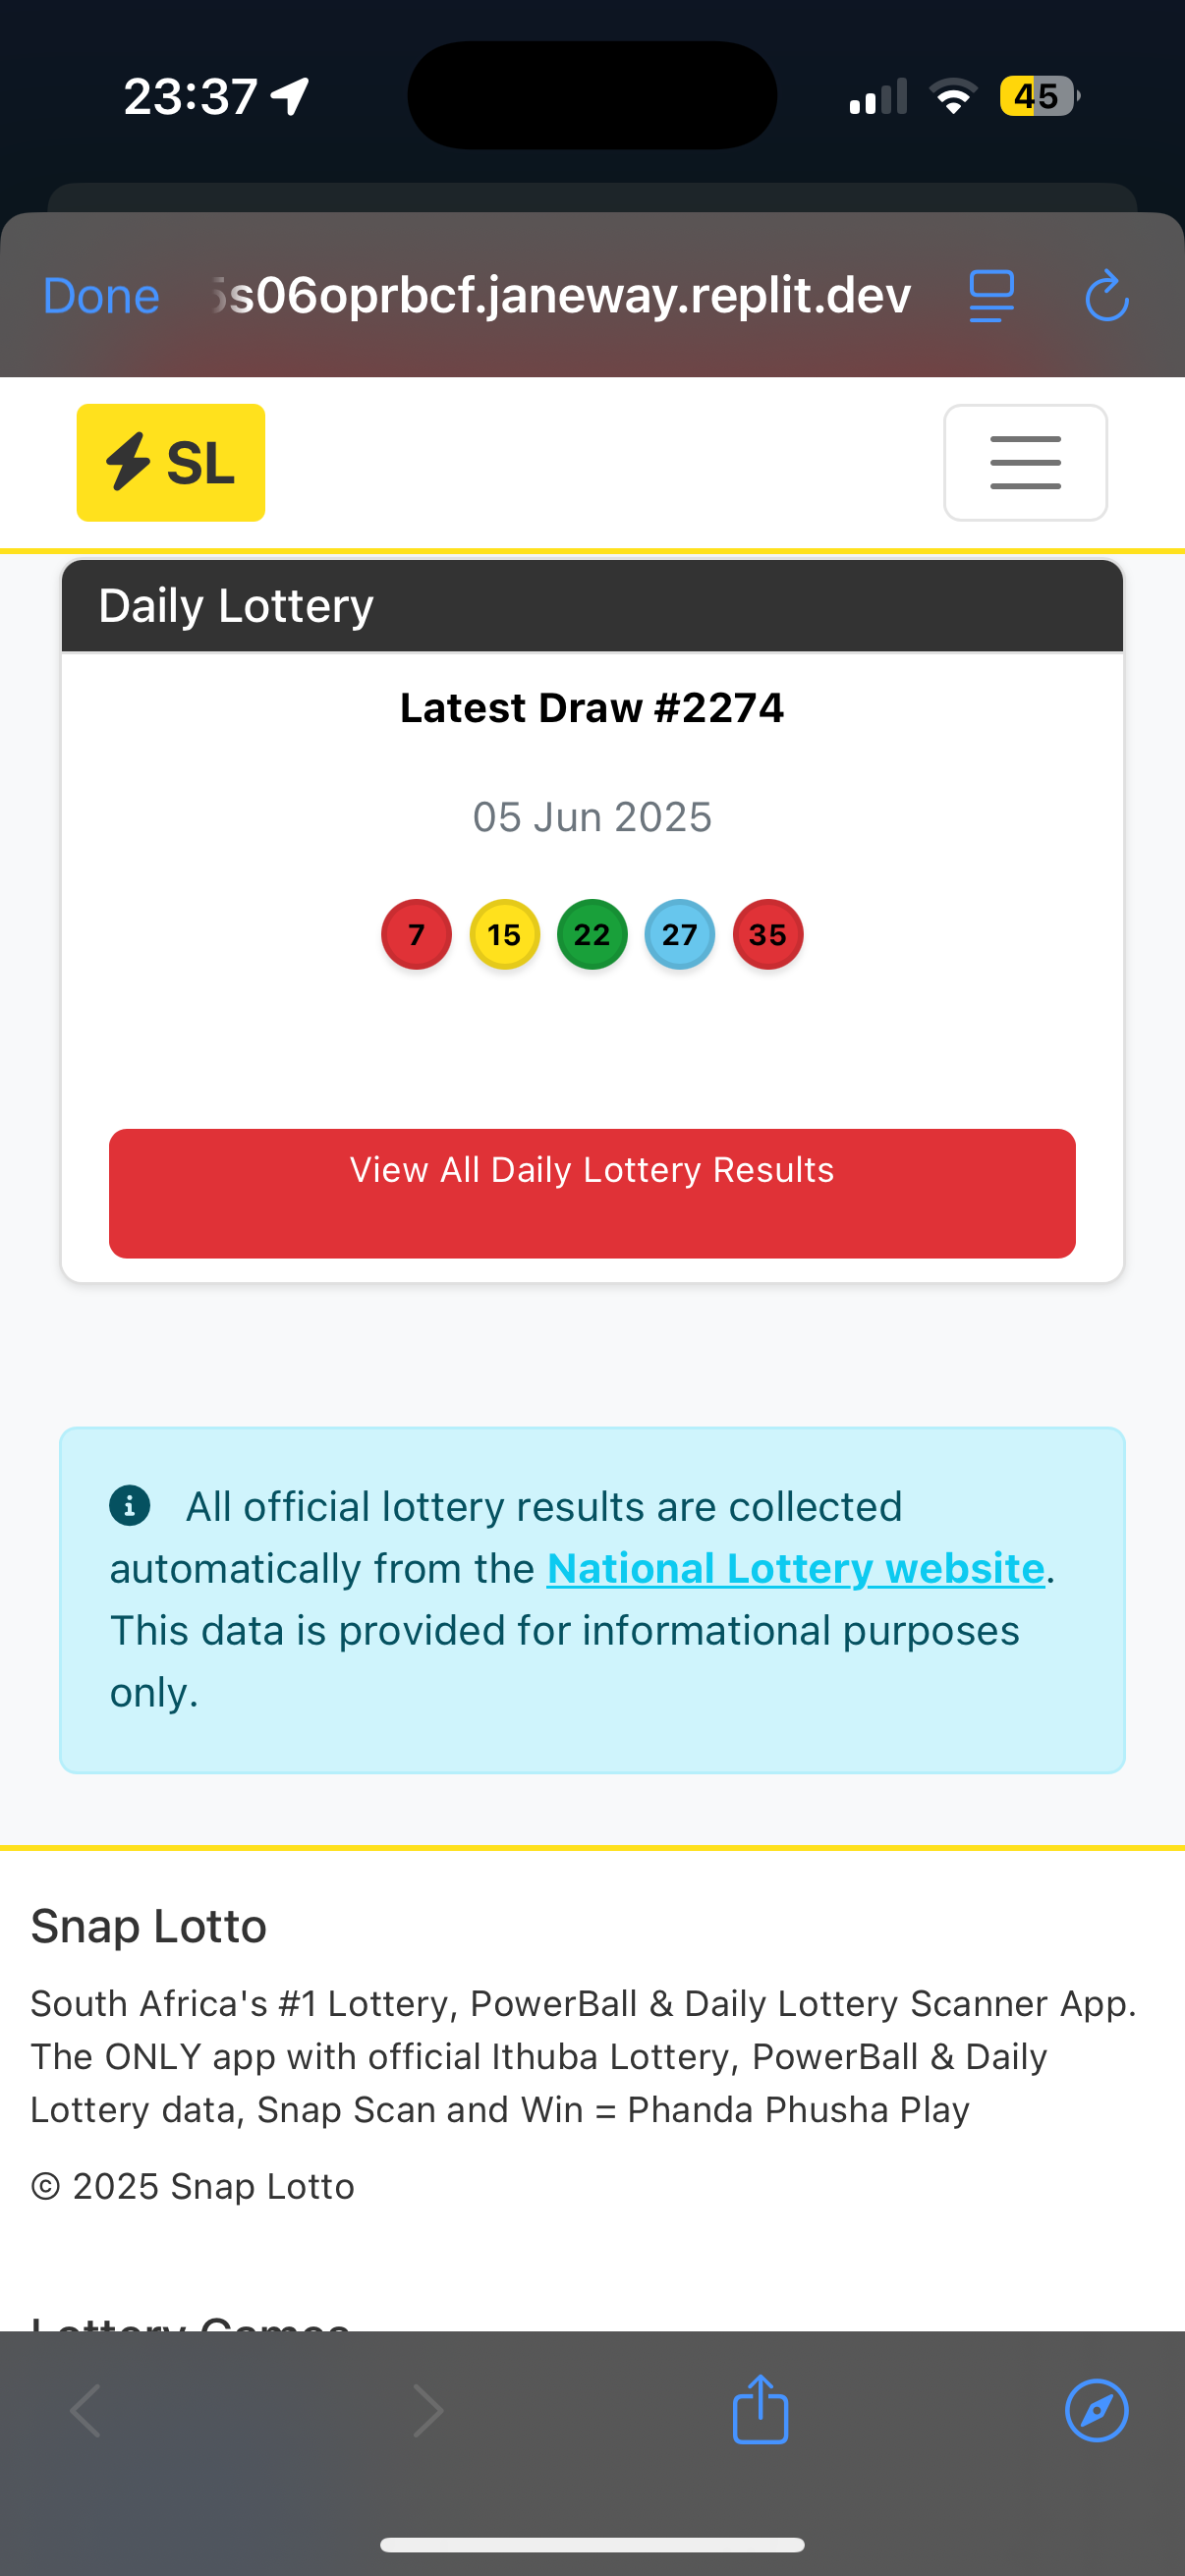 23:37
45
Done
s06oprbcf.janeway.replit.dev
SL
Daily Lottery
Latest Draw #2274
05 Jun 2025
7 15 22 27 35
View All Daily Lottery Results
All official lottery results are collected
automatically from the National Lottery website.
This data is provided for informational purposes
only.
Snap Lotto
South Africa's #1 Lottery, PowerBall & Daily Lottery Scanner App.
The ONLY app with official Ithuba Lottery, PowerBall & Daily
Lottery data, Snap Scan and Win = Phanda Phusha Play
© 2025 Snap Lotto
Lottery Games